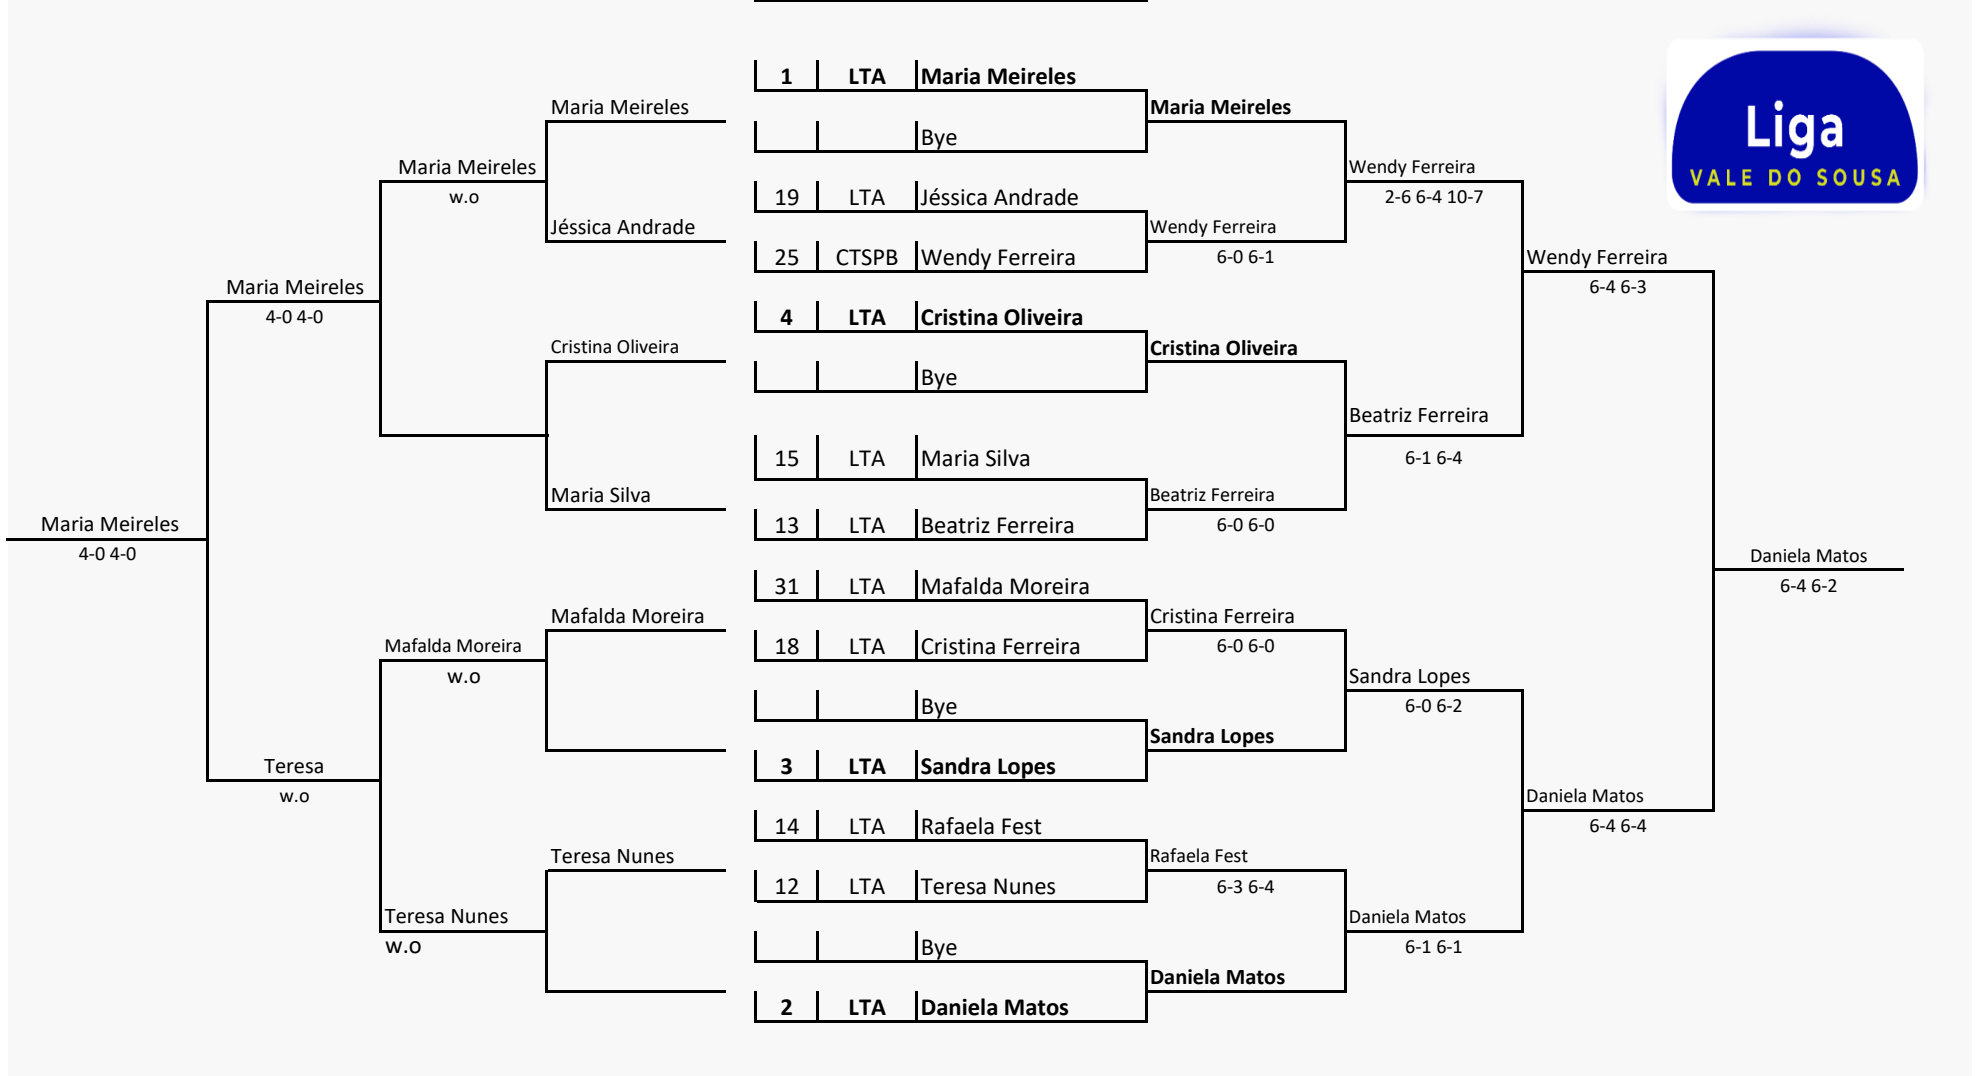 1 LTA Maria Meireles
Maria Meireles Maria Meireles
Bye
Maria Meireles Wendy Ferreira
w.o 19 LTA Jéssica Andrade 2-6 6-4 10-7
Jéssica Andrade Wendy Ferreira
25 CTSPB Wendy Ferreira 6-0 6-1 Wendy Ferreira
Maria Meireles 6-4 6-3
4-0 4-0 4 LTA Cristina Oliveira
Cristina Oliveira Cristina Oliveira
Bye
Beatriz Ferreira
15 LTA Maria Silva 6-1 6-4
Maria Silva Beatriz Ferreira
Maria Meireles 13 LTA Beatriz Ferreira 6-0 6-0
4-0 4-0 Daniela Matos
31 LTA Mafalda Moreira 6-4 6-2
Mafalda Moreira Cristina Ferreira
Mafalda Moreira 18 LTA Cristina Ferreira 6-0 6-0
w.o Sandra Lopes
Bye 6-0 6-2
Sandra Lopes
Teresa 3 LTA Sandra Lopes
w.o Daniela Matos
14 LTA Rafaela Fest 6-4 6-4
Teresa Nunes Rafaela Fest
12 LTA Teresa Nunes 6-3 6-4
Teresa Nunes Daniela Matos
w.o Bye 6-1 6-1
Daniela Matos
2 LTA Daniela Matos
Liga
VALE DO SOUSA